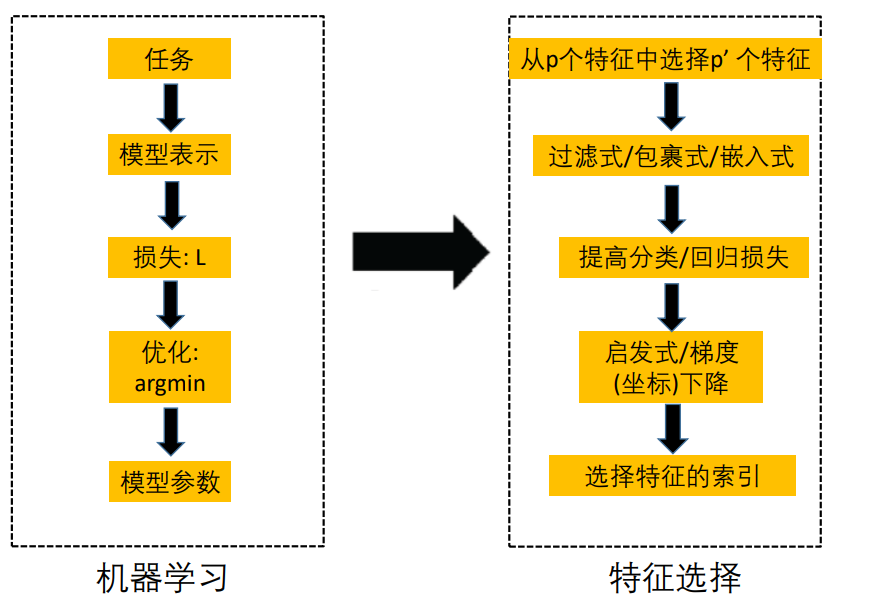 任务
模型表示
损失: L
优化:
argmin
模型参数
机器学习
从p个特征中选择p’ 个特征
过滤式/包裹式/嵌入式
提高分类/回归损失
启发式/梯度
(坐标)下降
选择特征的索引
特征选择